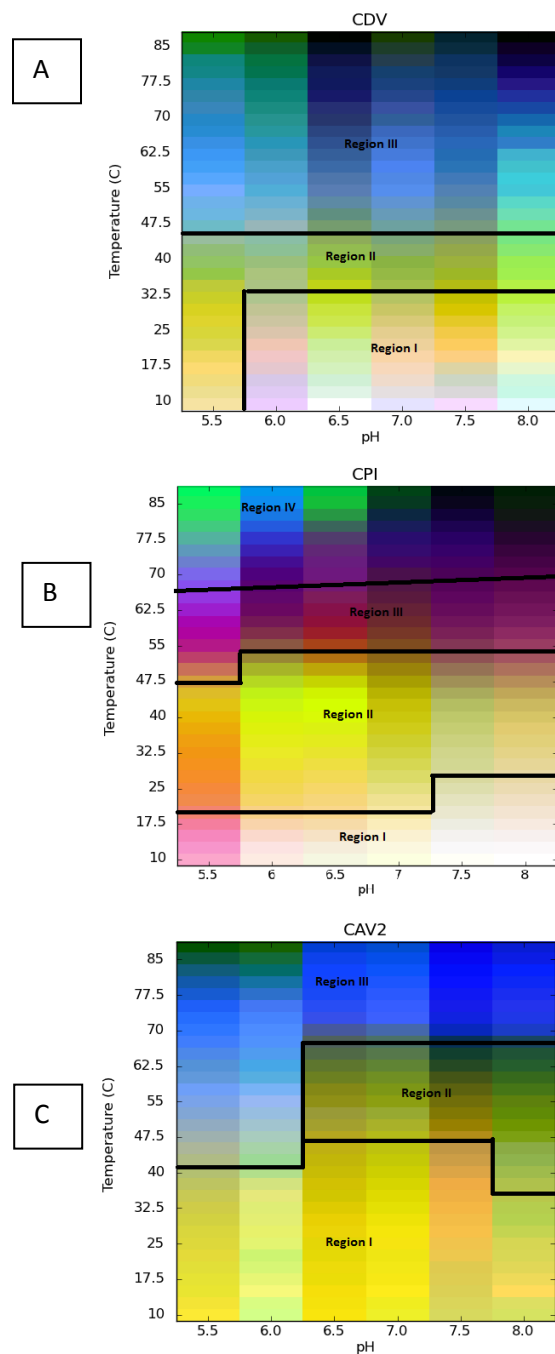 CDV
A
85
77.5
70
62.5
55
47.5
40
32.5
25
17.5
10
Temperature (C)
Region III
Region II
Region I
5.5 6.0 6.5 7.0 7.5 8.0
pH
CPI
B
85
77.5
70
62.5
55
47.5
40
32.5
25
17.5
10
Temperature (C)
Region IV
Region III
Region II
Region I
5.5 6 6.5 7 7.5 8
pH
CAV2
C
85
77.5
70
62.5
55
47.5
40
32.5
25
17.5
10
Temperature (C)
Region III
Region II
Region I
5.5 6.0 6.5 7.0 7.5 8.0
pH